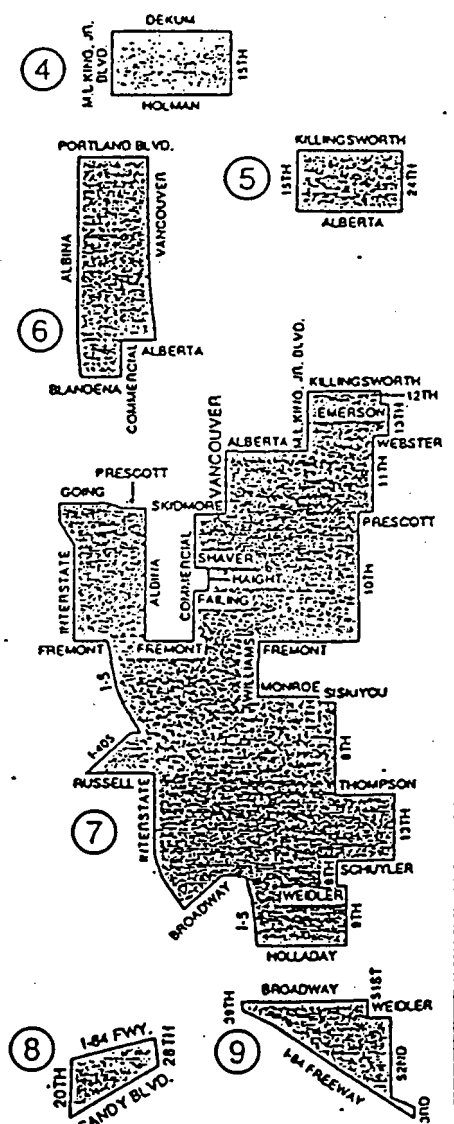 DEKUM
M.L. KING, JR. BLVD.
4
15TH
HOLMAN
PORTLAND BLVD.
KILLINGSWORTH
5
15TH
24TH
ALBERTA
ALBINA
VANCOUVER
6
ALBERTA
BLANDENA
COMMERCIAL
M.L. KING, JR. BLVD.
KILLINGSWORTH
12TH
EMERSON
13TH
VANCOUVER
ALBERTA
WEBSTER
11TH
PRESCOTT
GOING
SKIDMORE
PRESCOTT
INTERSTATE
ALBINA
COMMERCIAL
SHAVER
HAIGHT
FAILING
10TH
FREMONT
FREMONT
WILLIAMS
FREMONT
I-5
MONROE
SISKIYOU
I-405
8TH
RUSSELL
THOMPSON
INTERSTATE
7
13TH
SCHUYLER
WEIDLER
9TH
BROADWAY
I-5
HOLLADAY
BROADWAY
51ST
39TH
WEIDLER
8
I-84 FWY.
28TH
9
20TH
SANDY BLVD.
I-84 FREEWAY
52ND